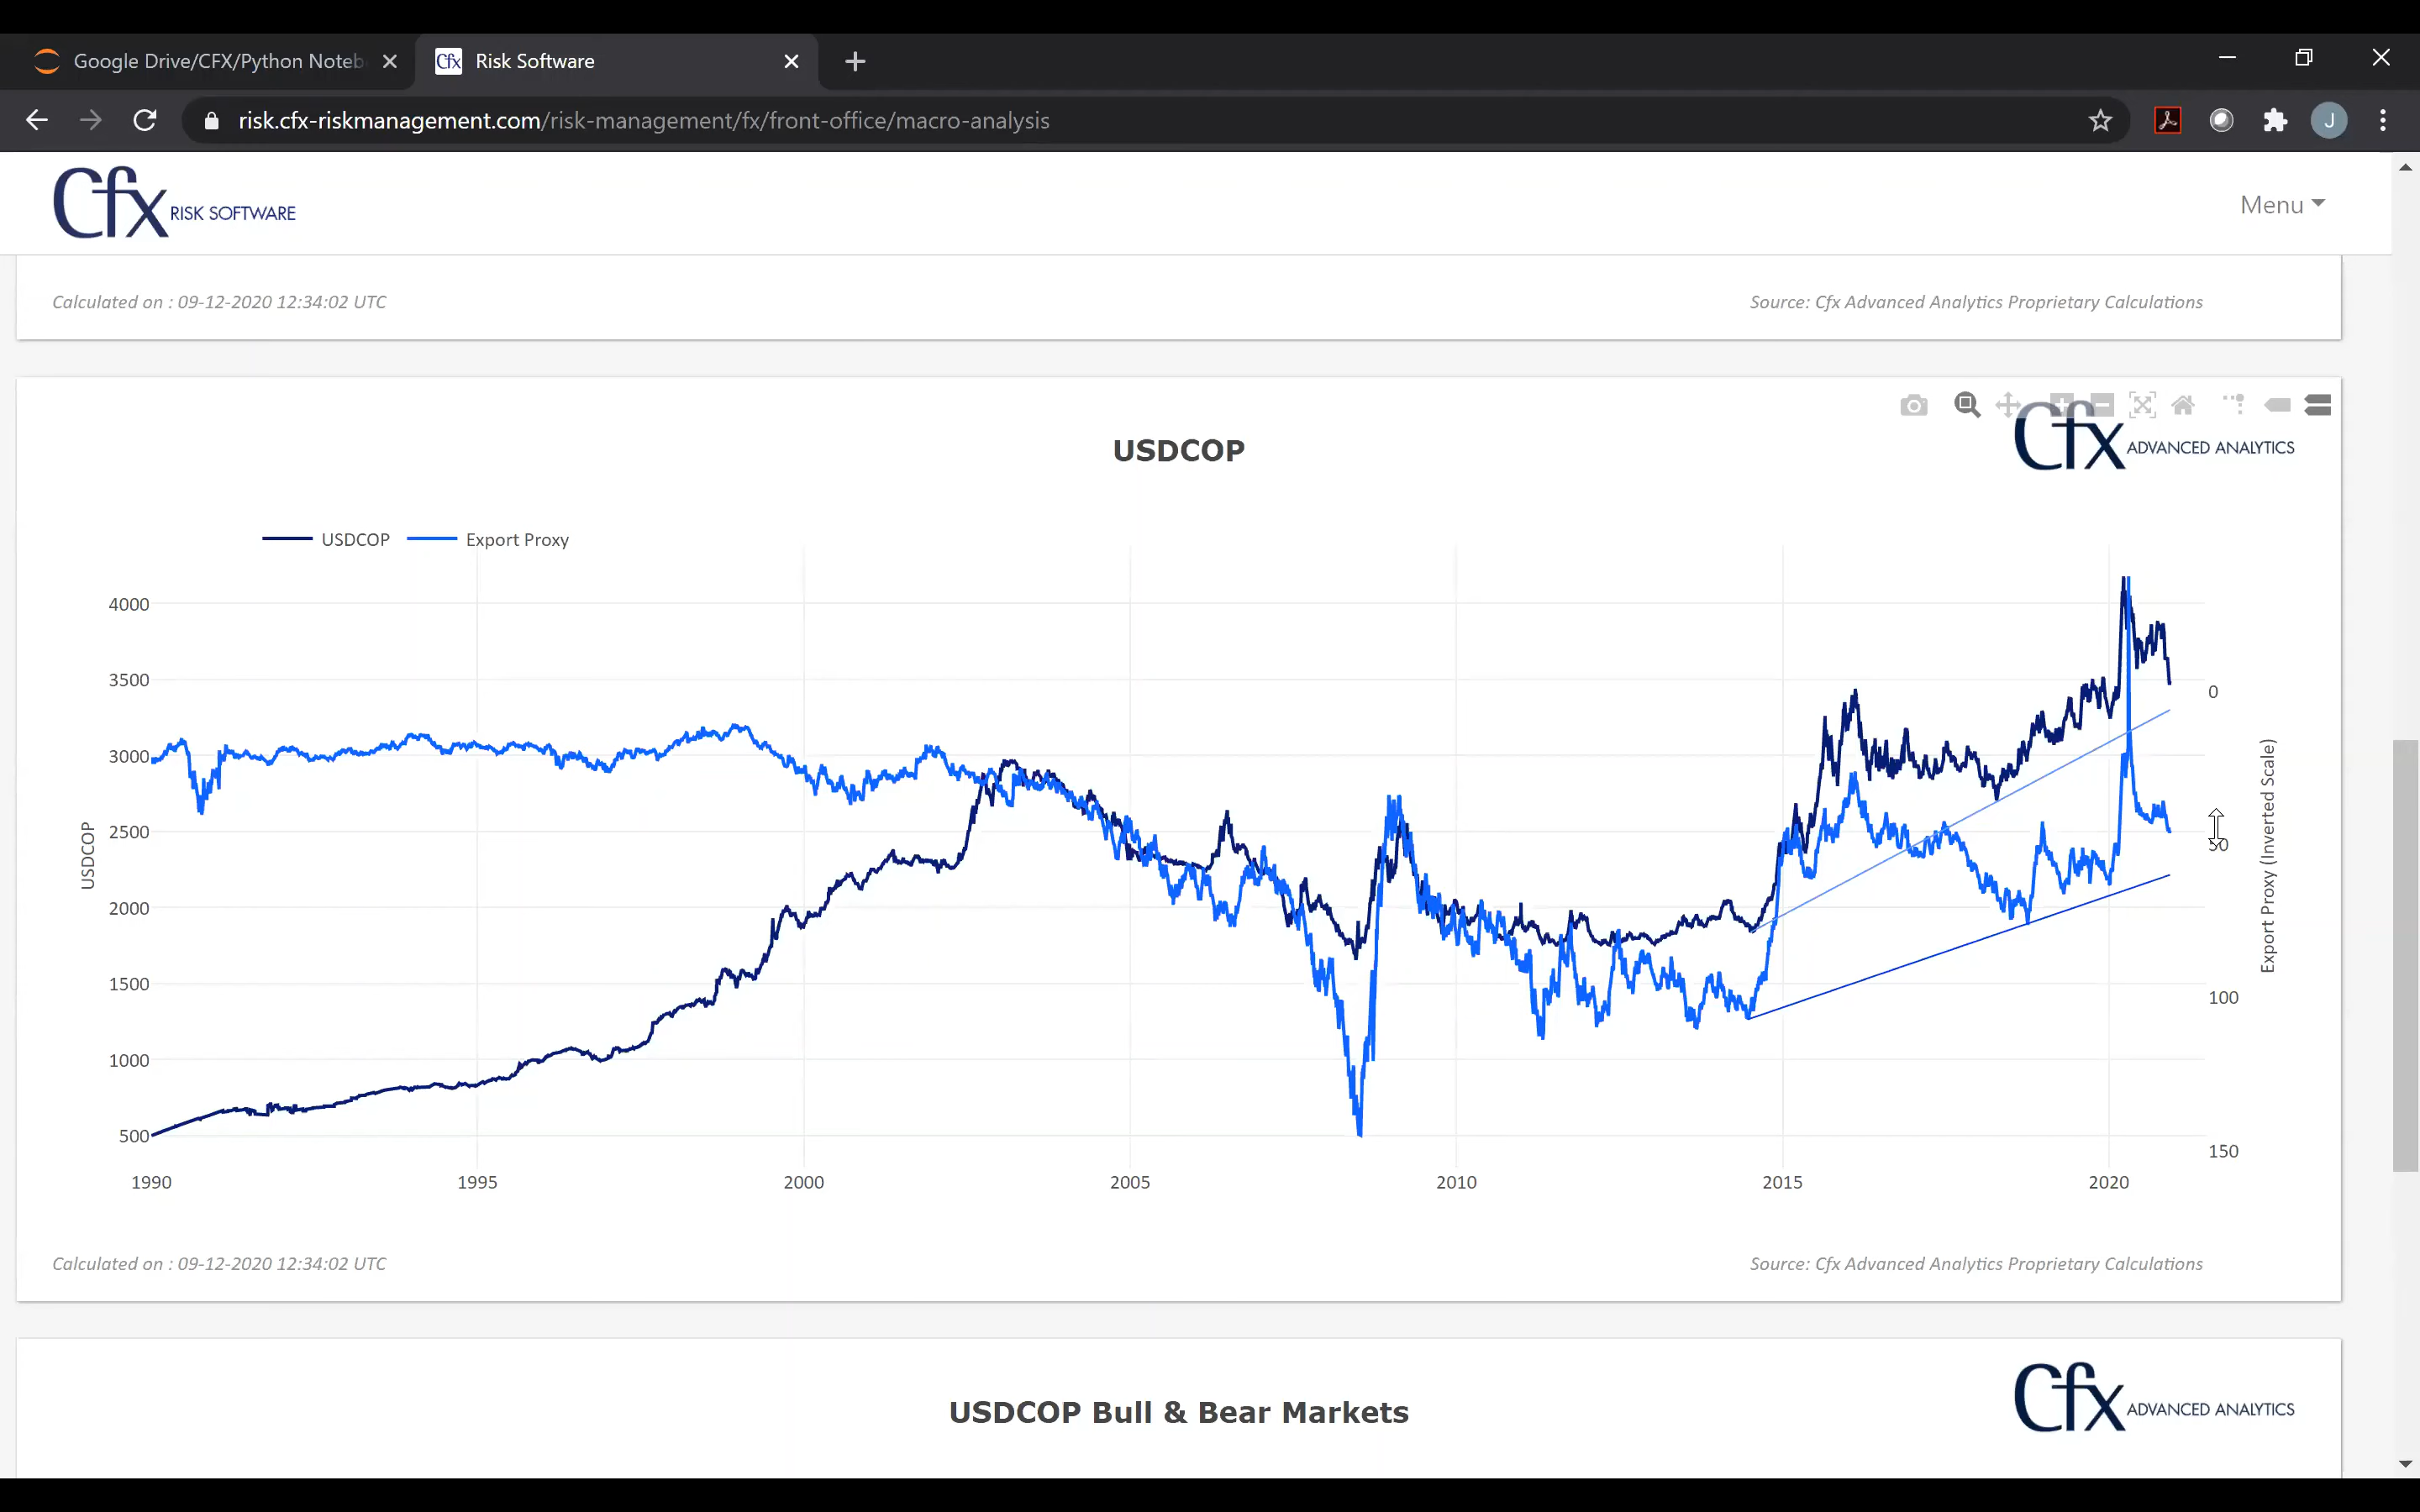 Google Drive/CFX/Python Noteb
Cfx Risk Software
risk.cfx-riskmanagement.com/risk-management/fx/front-office/macro-analysis
J
Cfx RISK SOFTWARE
Menu
Calculated on : 09-12-2020 12:34:02 UTC
Source: Cfx Advanced Analytics Proprietary Calculations
USDCOP
Cfx ADVANCED ANALYTICS
USDCOP
Export Proxy
4000
3500
3000
2500
2000
1500
1000
500
USDCOP
0
50
100
150
Export Proxy (Inverted Scale)
1990
1995
2000
2005
2010
2015
2020
Calculated on : 09-12-2020 12:34:02 UTC
Source: Cfx Advanced Analytics Proprietary Calculations
USDCOP Bull & Bear Markets
Cfx ADVANCED ANALYTICS